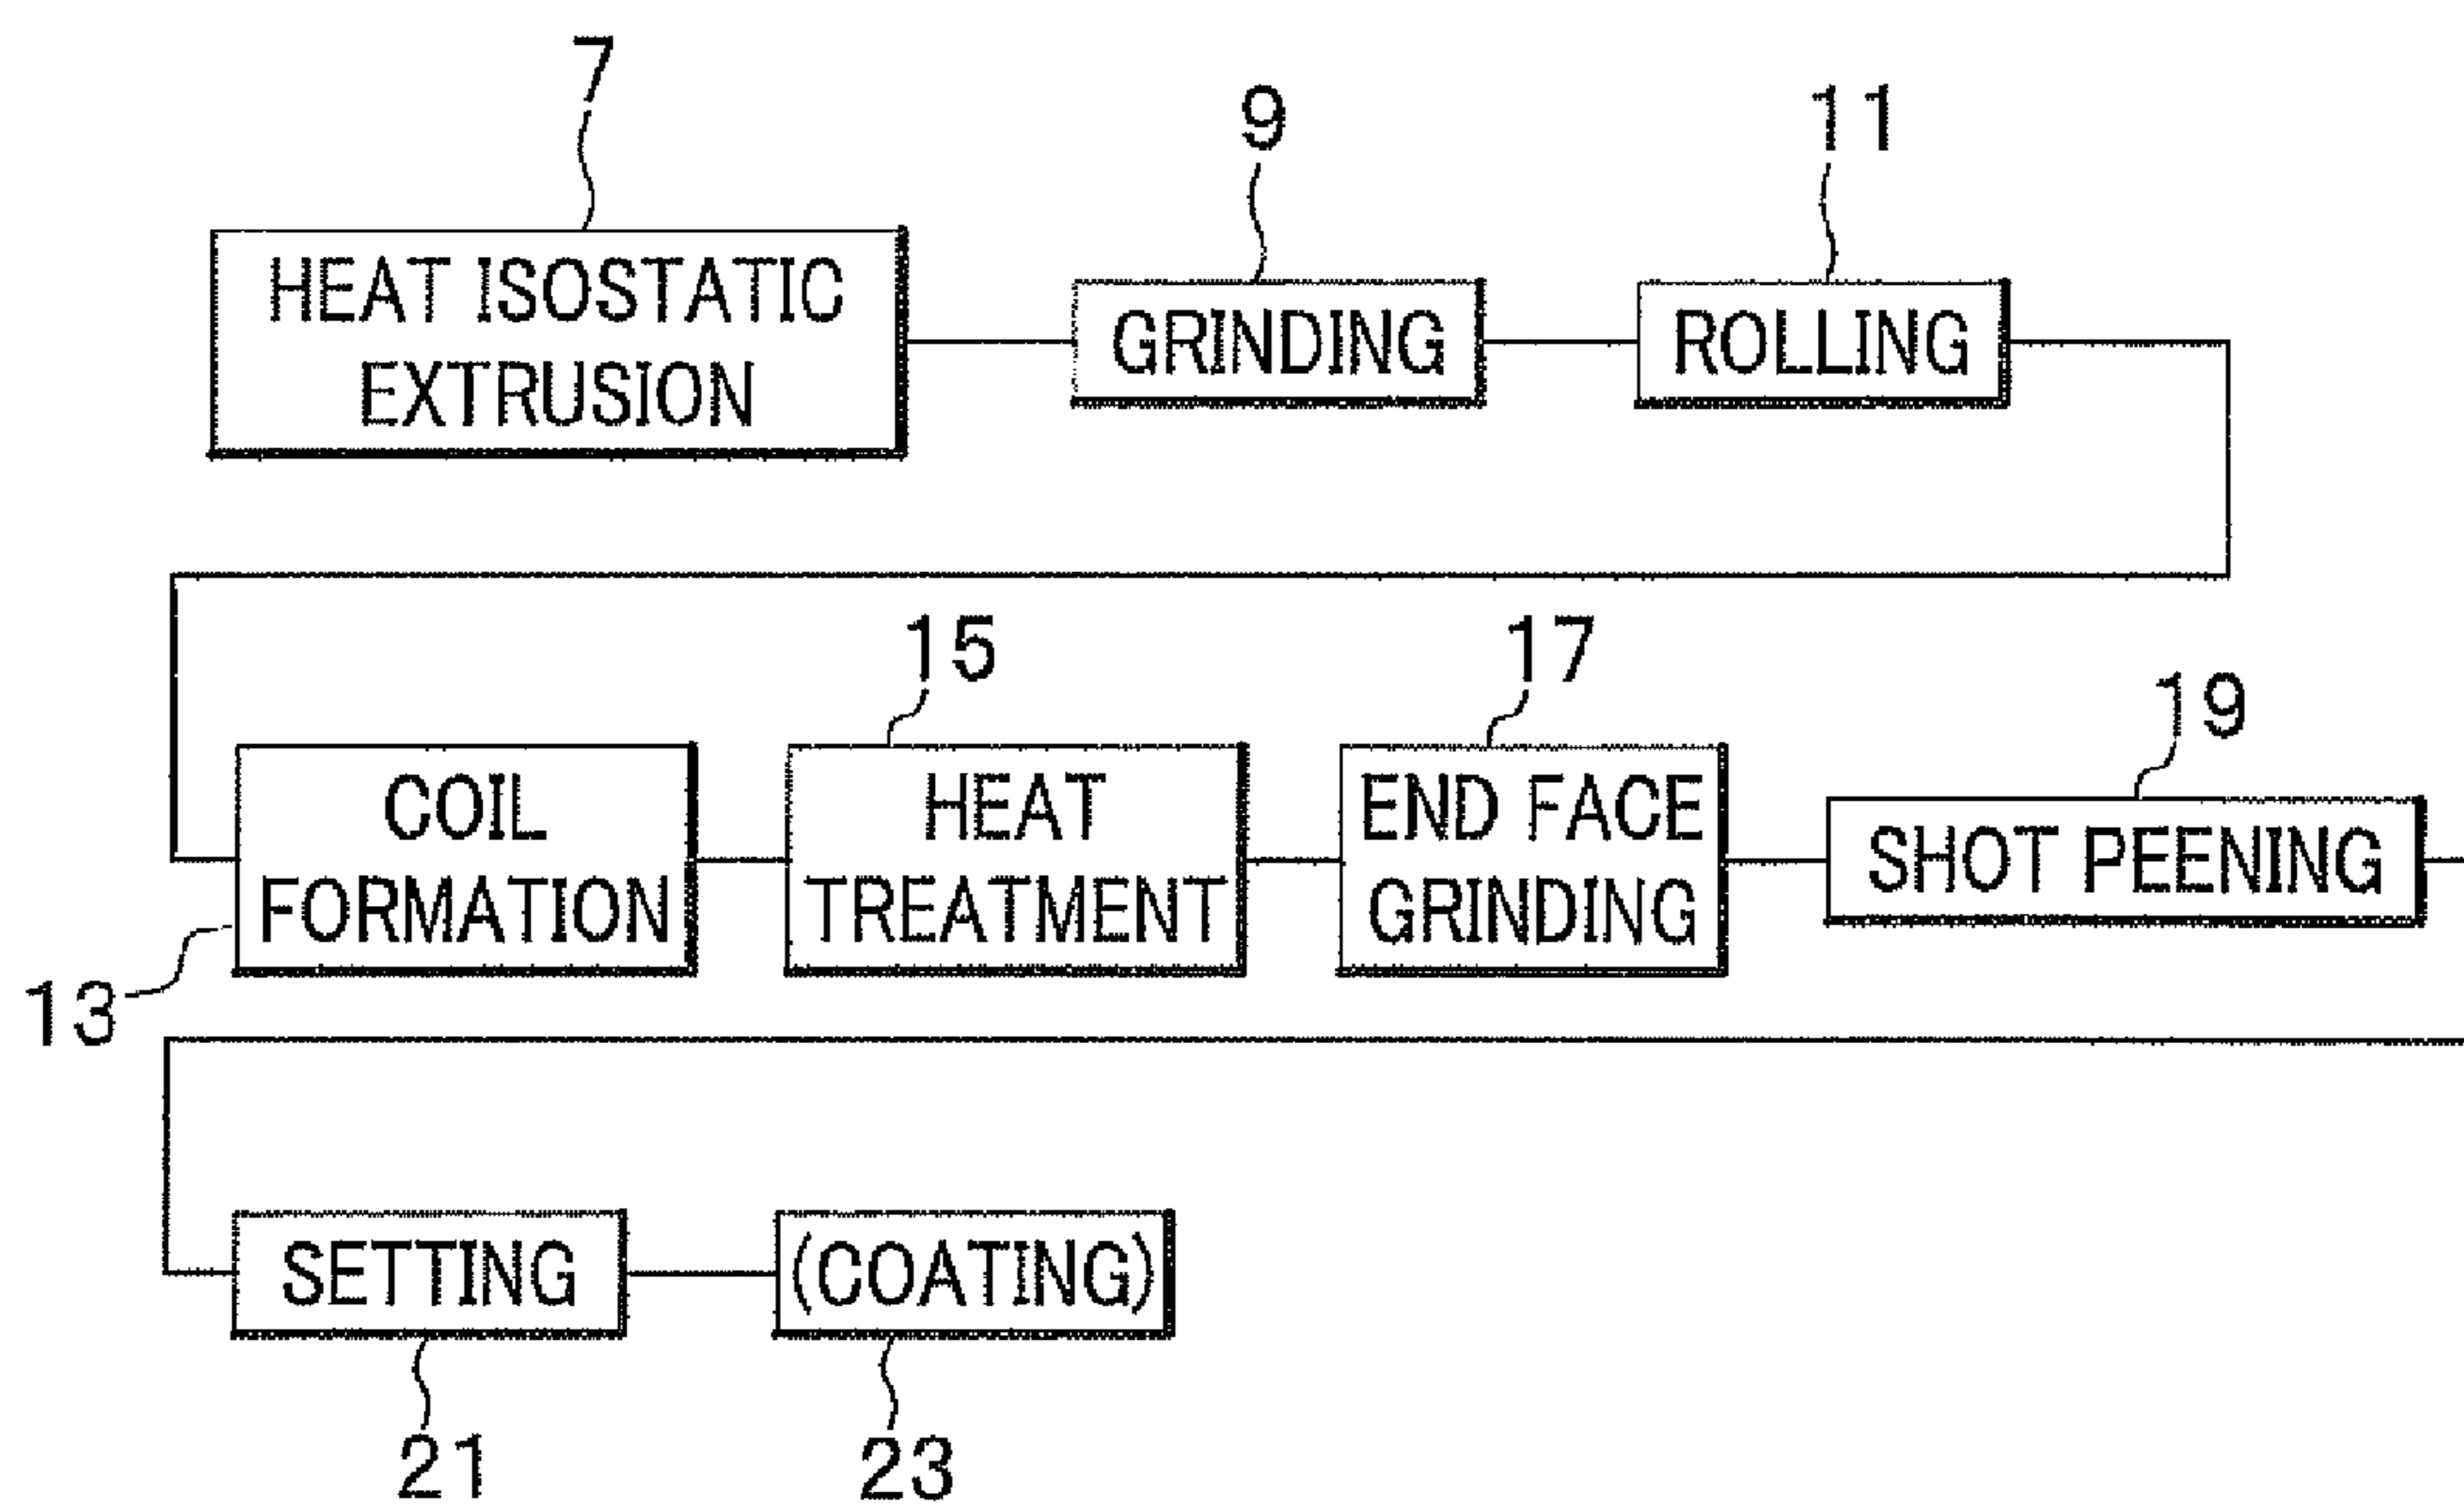 7
9
11
HEAT ISOSTATIC
EXTRUSION
GRINDING
ROLLING
15
17
19
COIL
FORMATION
HEAT
TREATMENT
END FACE
GRINDING
SHOT PEENING
13
SETTING
(COATING)
21
23